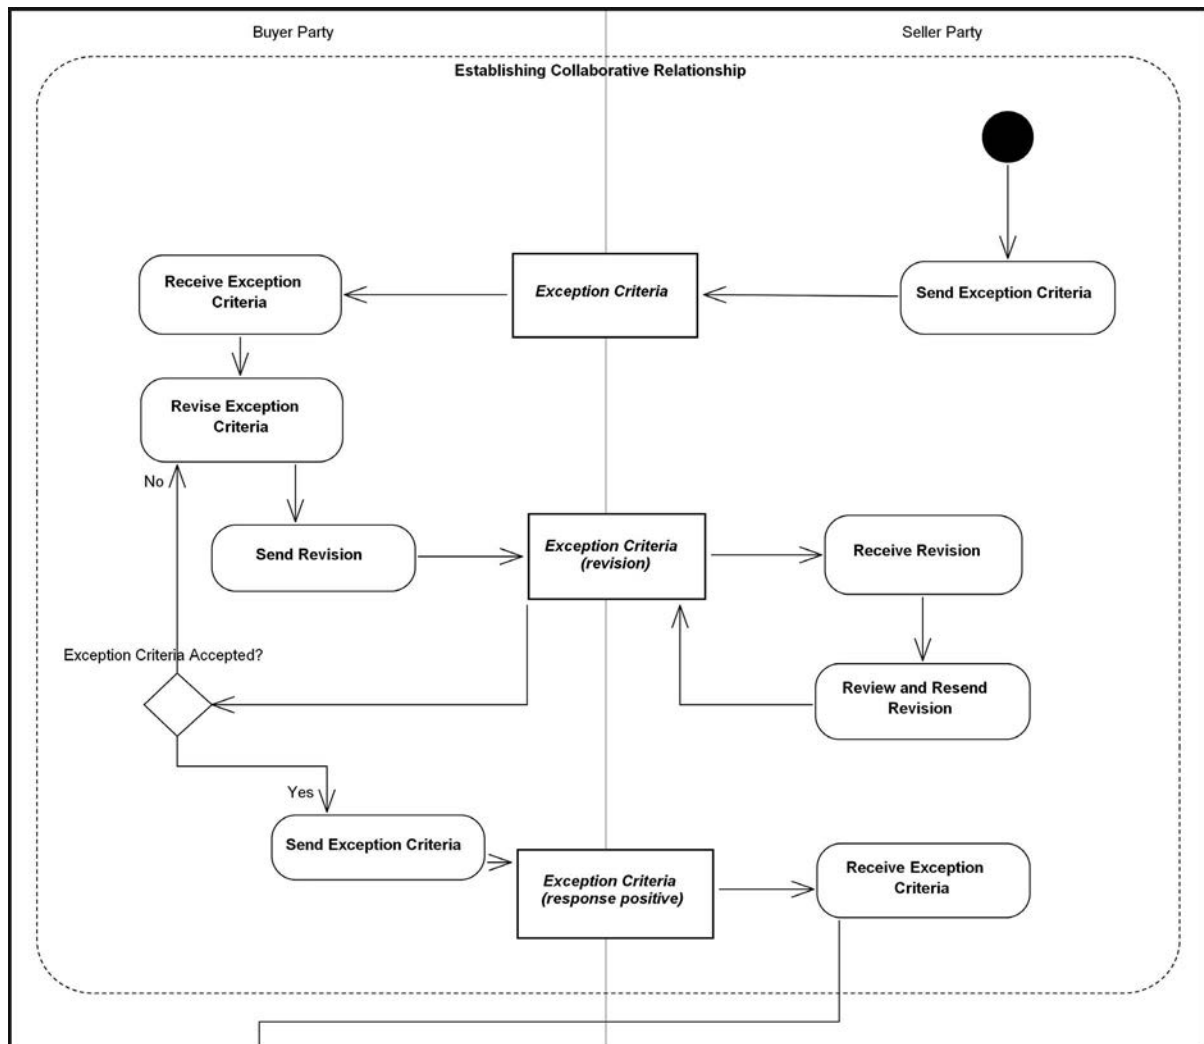 Buyer Party
Seller Party
Establishing Collaborative Relationship
Receive Exception
Criteria
Exception Criteria
Send Exception Criteria
Revise Exception
Criteria
No
Send Revision
Exception Criteria
(revision)
Receive Revision
Exception Criteria Accepted?
Review and Resend
Revision
Yes
Send Exception Criteria
Exception Criteria
(response positive)
Receive Exception
Criteria